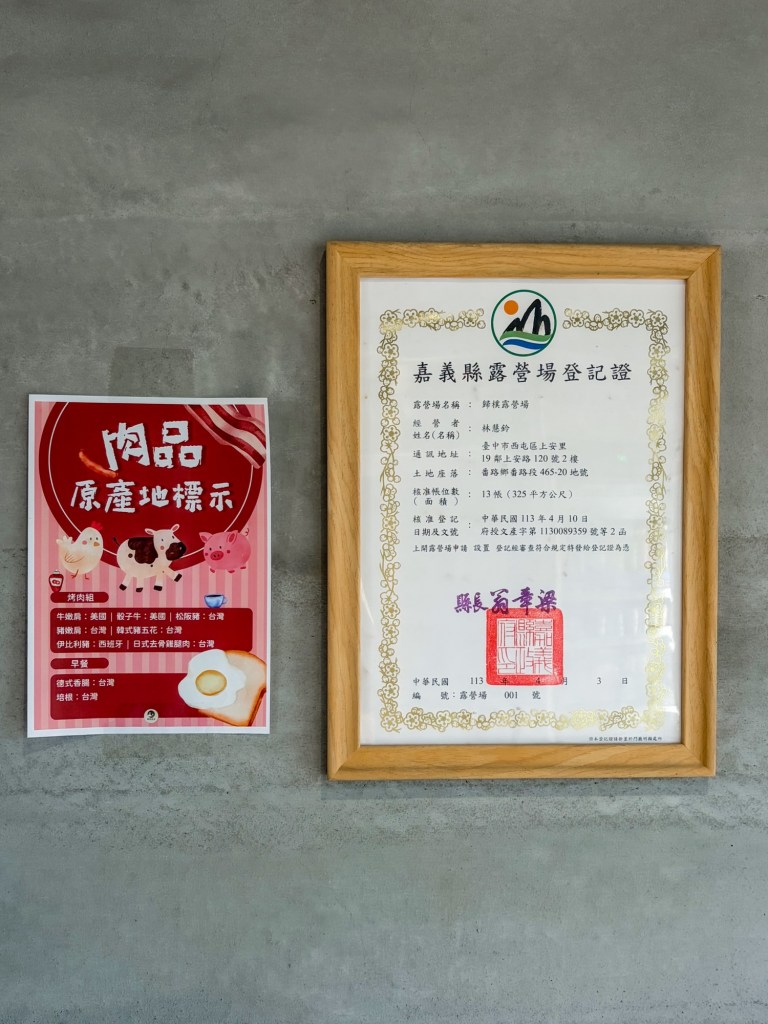 肉品
原產地標示
烤肉組
牛嫩肩：美國 | 骰子牛：美國 | 松阪豬：台灣
豬嫩肩：台灣 | 韓式豬五花：台灣
伊比利豬：西班牙 | 日式去骨雞腿肉：台灣
早餐
德式香腸：台灣
培根：台灣
嘉義縣露營場登記證
露營場名稱：歸樸露營場
經營者
姓名(名稱)：林慧鈴
臺中市西屯區上安里
通訊地址：19鄰上安路120號2樓
土地座落：番路鄉番路段465-20地號
核准帳位數
(面積)：13帳（325平方公尺）
核准登記 中華民國113年4月10日
日期及文號：府授文產字第1130089359號等2函
上開露營場申請 設置 登記經審查符合規定特發給登記證為憑
縣長翁章梁
中華民國 113 年 月 3 日
編 號：露營場 001 號